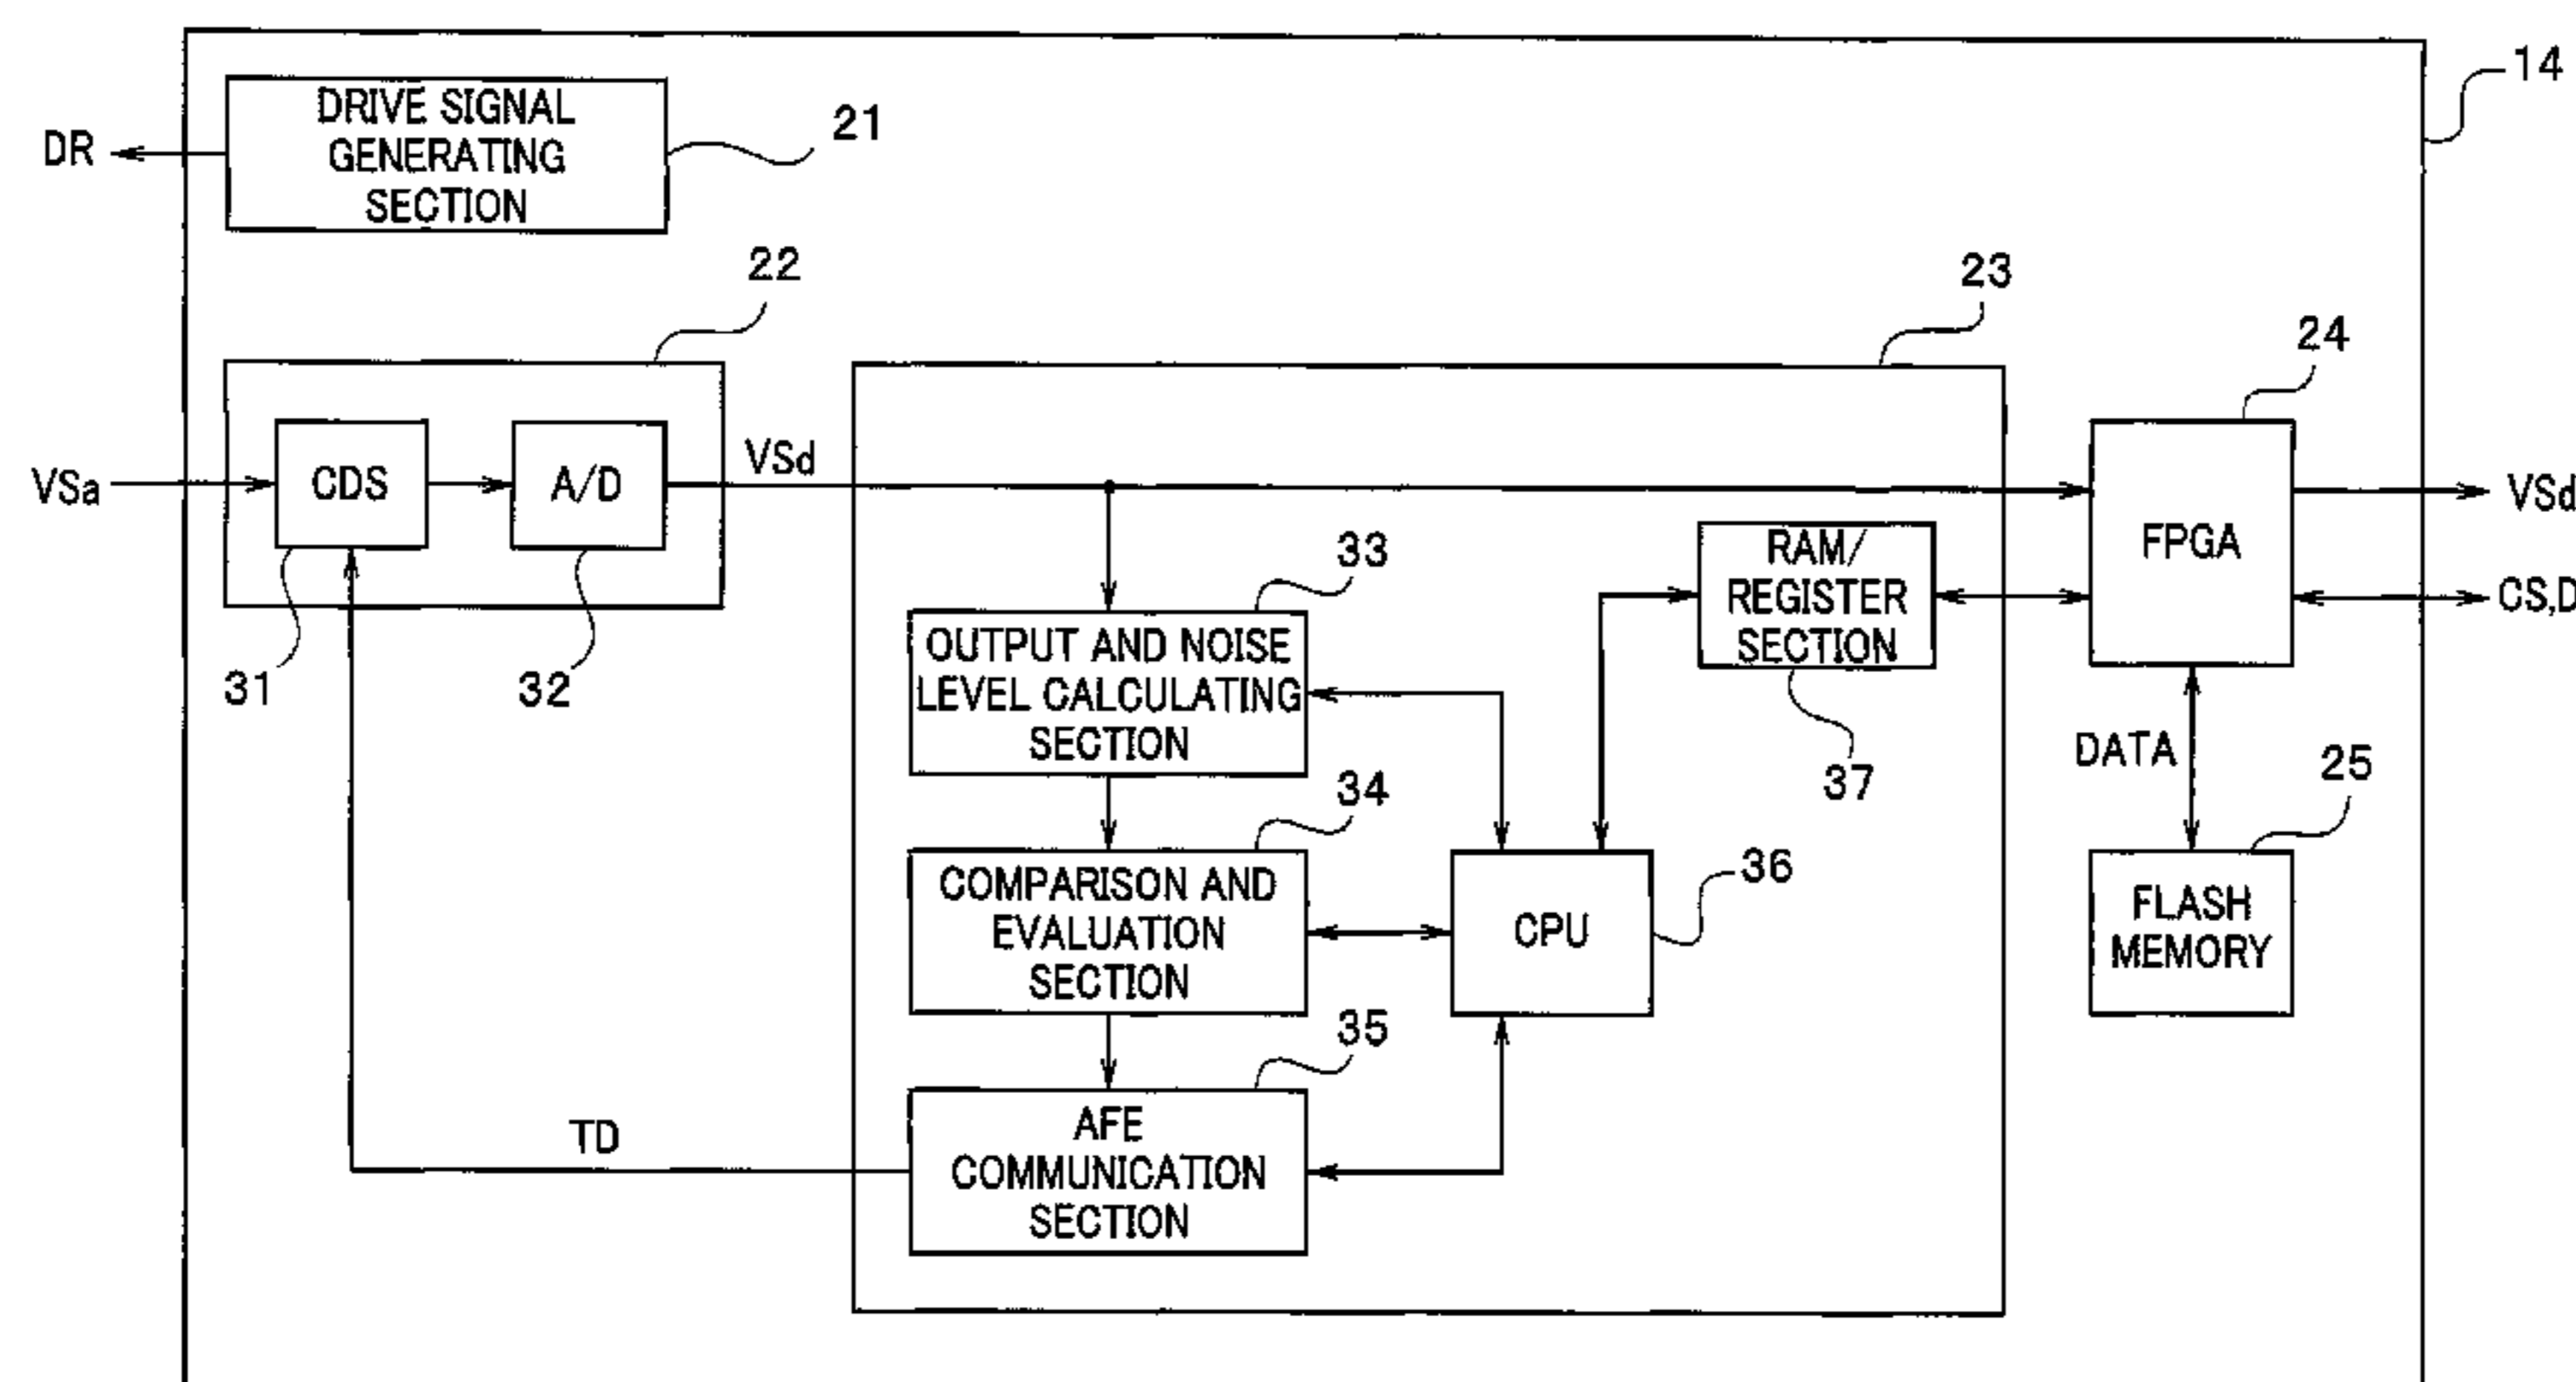 14
DRIVE SIGNAL
GENERATING
SECTION
21
DR
22
23
24
VSa
CDS
A/D
VSd
FPGA
VSd
CS,D
31
32
33
OUTPUT AND NOISE
LEVEL CALCULATING
SECTION
RAM/
REGISTER
SECTION
37
DATA
25
34
COMPARISON AND
EVALUATION
SECTION
CPU
36
FLASH
MEMORY
35
AFE
COMMUNICATION
SECTION
TD